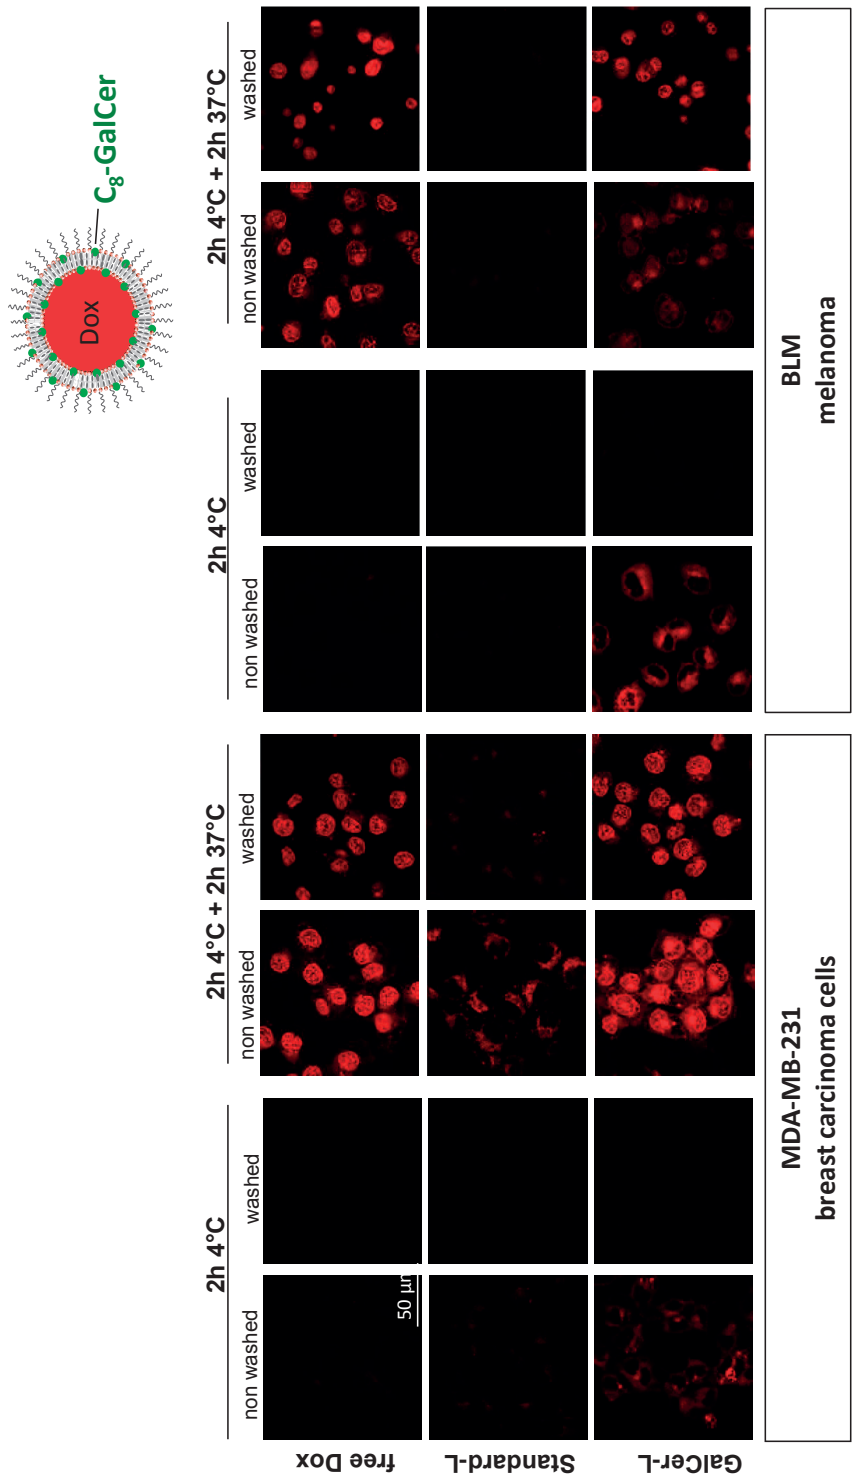 Dox
C₈-GalCer
2h 4°C
2h 4°C + 2h 37°C
2h 4°C
2h 4°C + 2h 37°C
non washed
washed
non washed
washed
non washed
washed
non washed
washed
free Dox
50 µm
Standard-L
GalCer-L
MDA-MB-231
breast carcinoma cells
BLM
melanoma